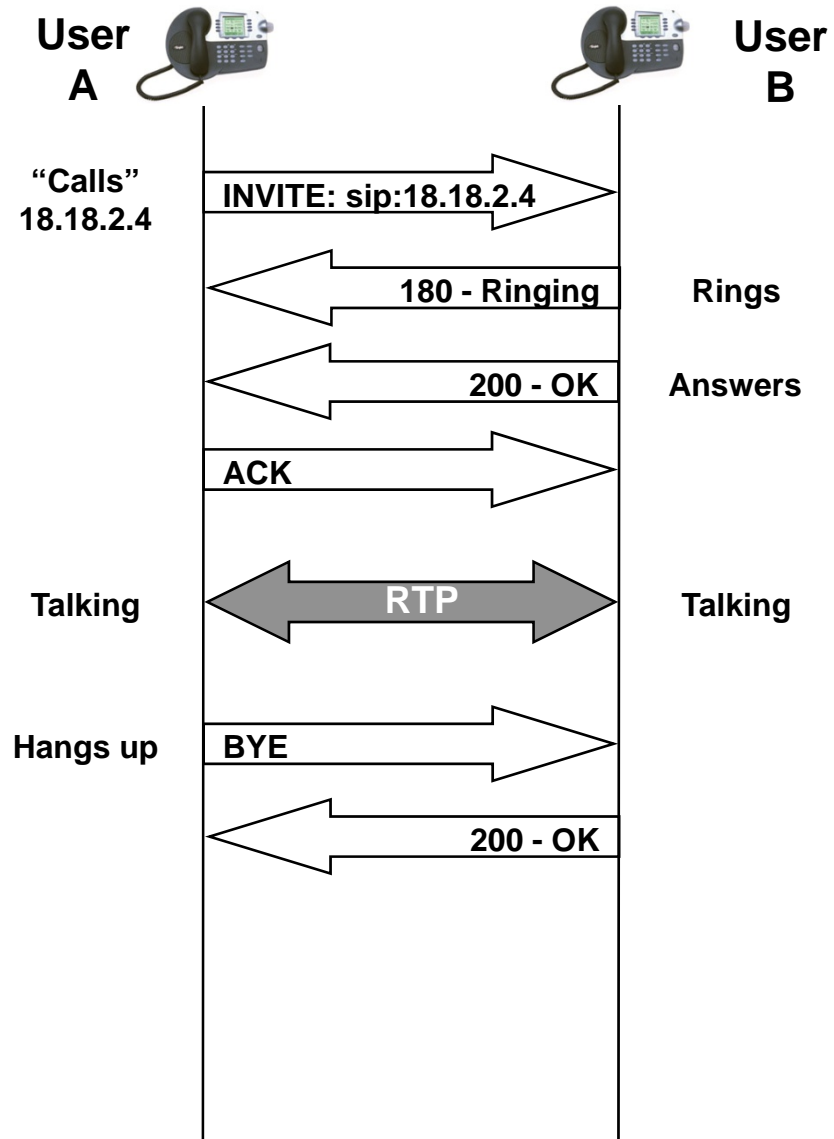 User
A
User
B
“Calls”
18.18.2.4
INVITE: sip:18.18.2.4
180 - Ringing
Rings
200 - OK
Answers
ACK
Talking
RTP
Talking
Hangs up
BYE
200 - OK